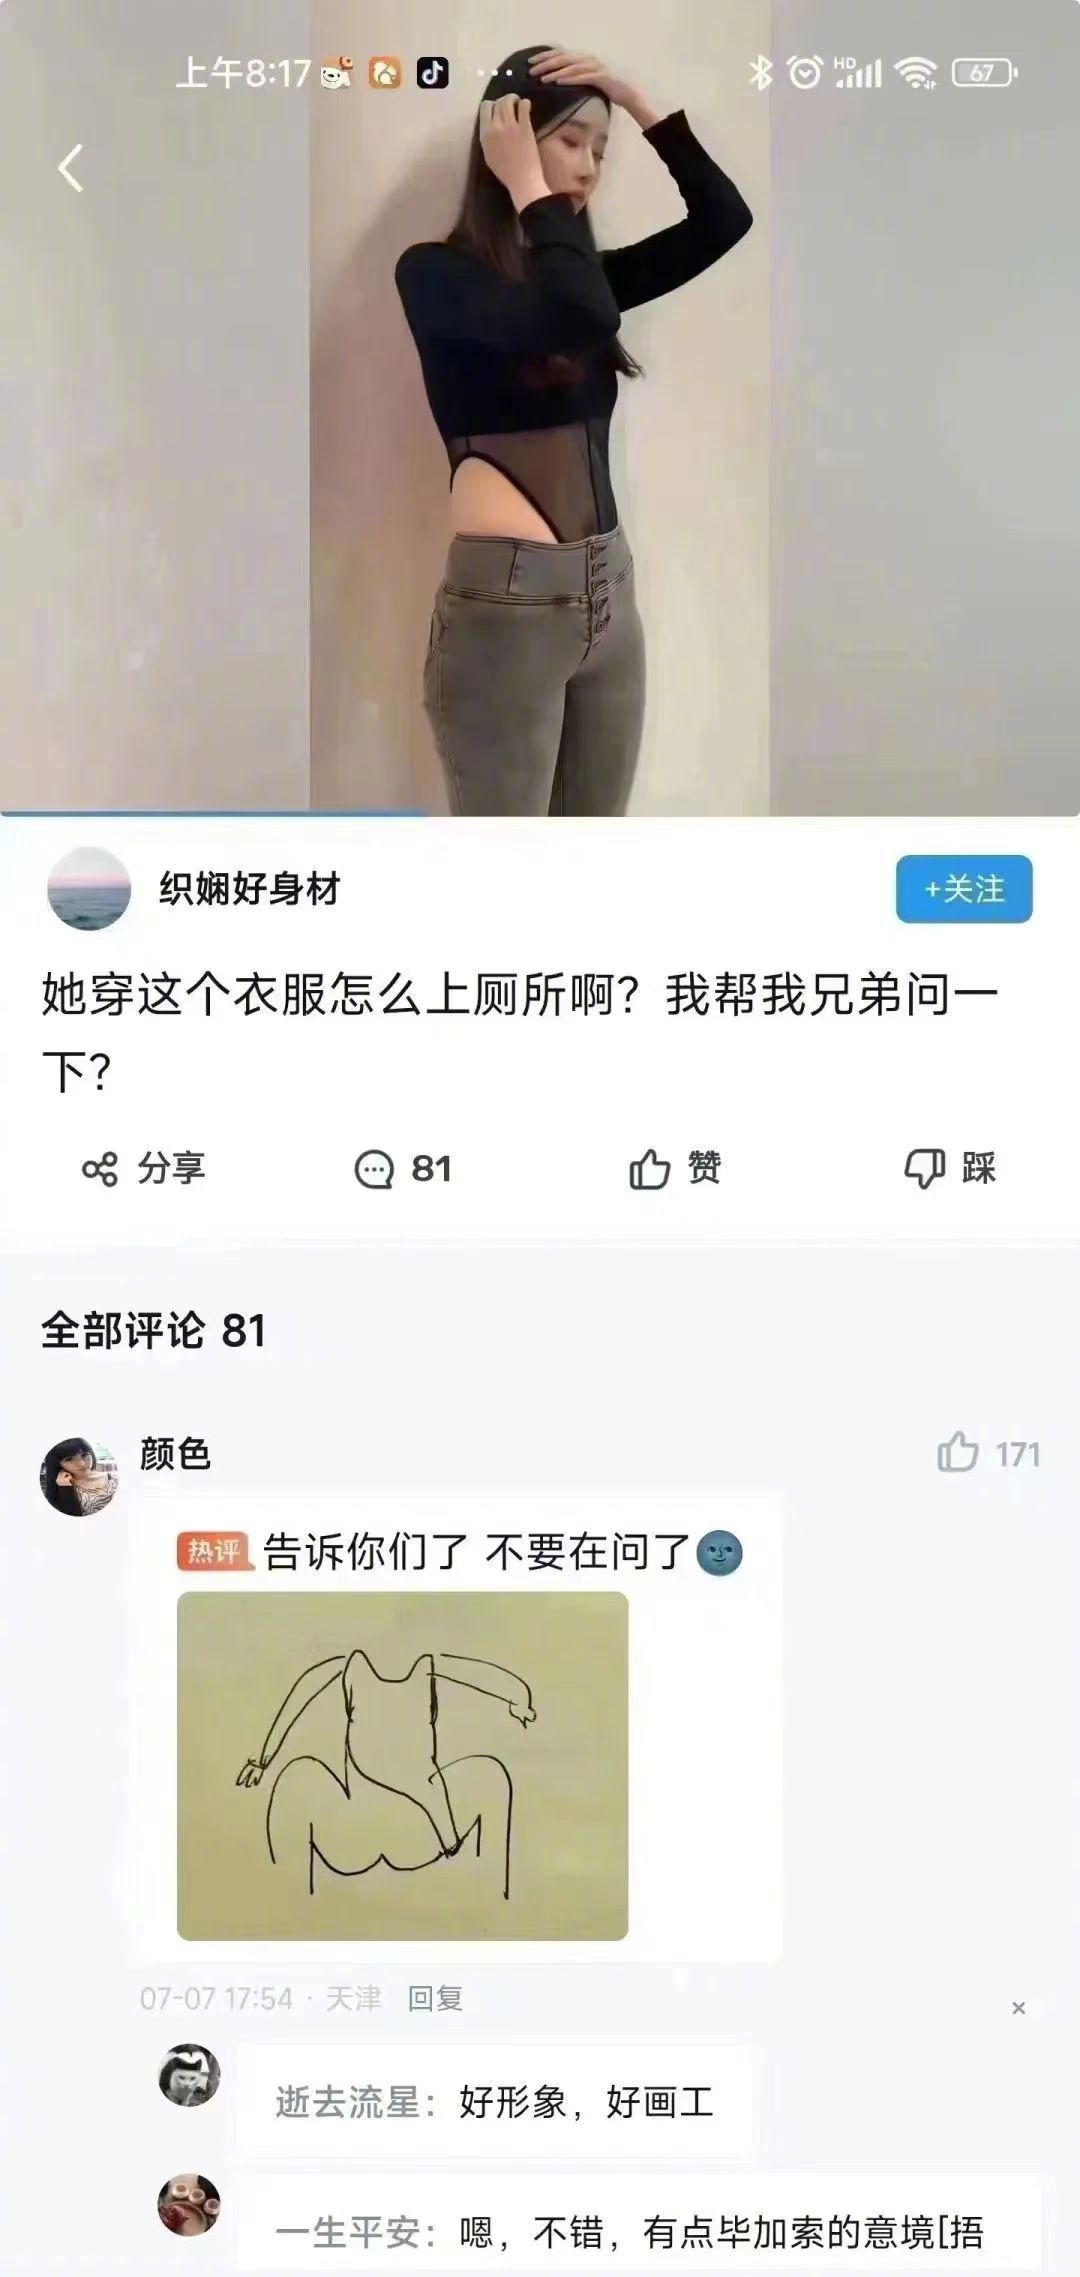 上午8:17
HD
67
织娴好身材
+关注
她穿这个衣服怎么上厕所啊？我帮我兄弟问一
下？
分享
81
赞
踩
全部评论 81
颜色
171
热评 告诉你们了 不要在问了
07-07 17:54 · 天津 回复
逝去流星：好形象，好画工
一生平安：嗯，不错，有点毕加索的意境[捂